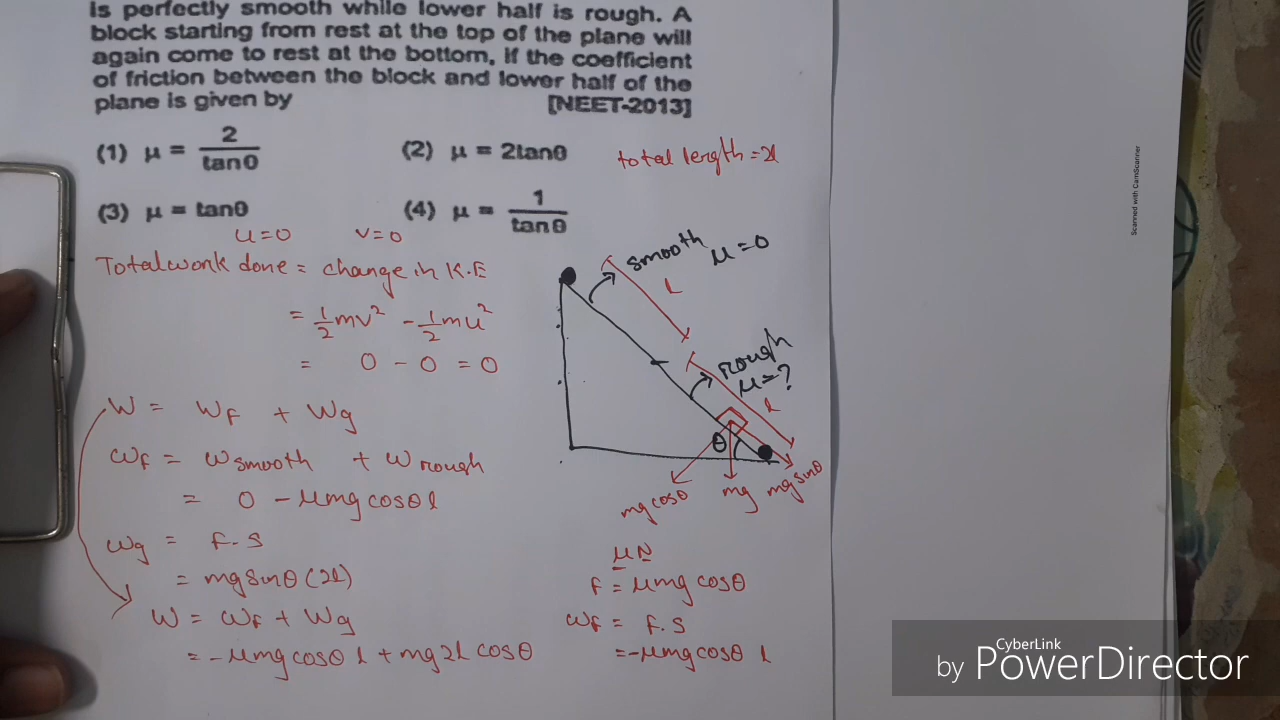 is perfectly smooth while lower half is rough. A
block starting from rest at the top of the plane will
again come to rest at the bottom, if the coefficient
of friction between the block and lower half of the
plane is given by [NEET-2013]
(1) μ = 2/tanθ (2) μ = 2tanθ
(3) μ = tanθ (4) μ = 1/tanθ
total length = 2l
u=0 v=0
Total work done = change in K.E
= ½mv² - ½mu²
= 0 - 0 = 0
W = Wf + Wg
Wf = W smooth + W rough
= 0 - μmg cosθ l
Wg = F.S
= mg sinθ (2l)
W = Wf + Wg
= -μmg cosθ l + mg 2l cosθ
smooth μ=0
l
rough
μ=?
l
θ
mg cosθ mg mg sinθ
μN
f = μmg cosθ
Wf = f.s
= -μmg cosθ l
Scanned with CamScanner
CyberLink
by PowerDirector